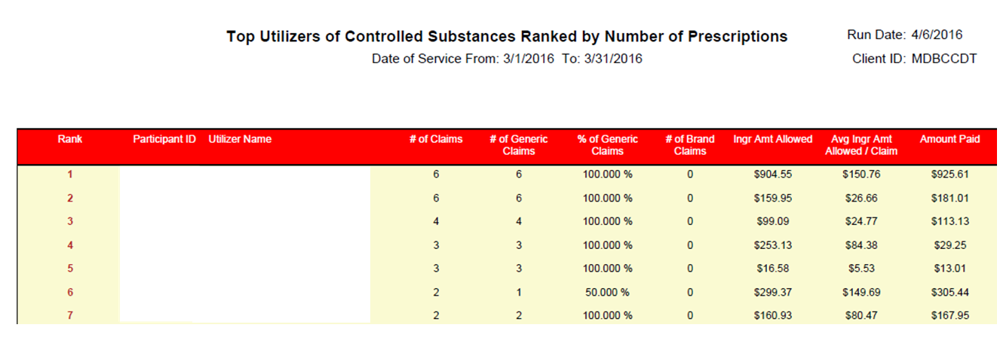 Top Utilizers of Controlled Substances Ranked by Number of Prescriptions Run Date: 4/6/2016
Date of Service From: 3/1/2016 To: 3/31/2016 Client ID: MDBCCDT
Rank Participant ID Utilizer Name # of Claims # of Generic Claims % of Generic Claims # of Brand Claims Ingr Amt Allowed Avg Ingr Amt Allowed / Claim Amount Paid
1 6 6 100.000 % 0 $904.55 $150.76 $925.61
2 6 6 100.000 % 0 $159.95 $26.66 $181.01
3 4 4 100.000 % 0 $99.09 $24.77 $113.13
4 3 3 100.000 % 0 $253.13 $84.38 $29.25
5 3 3 100.000 % 0 $16.58 $5.53 $13.01
6 2 1 50.000 % 0 $299.37 $149.69 $305.44
7 2 2 100.000 % 0 $160.93 $80.47 $167.95